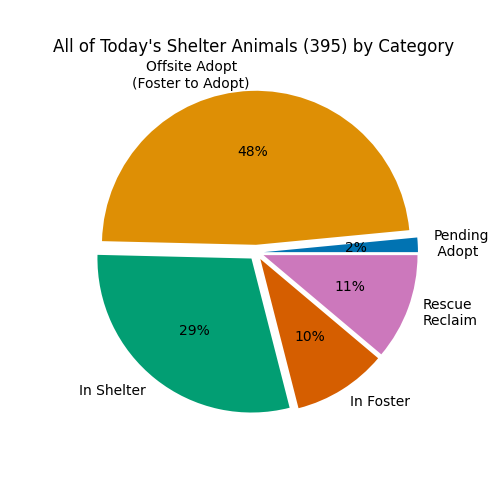 All of Today's Shelter Animals (395) by Category
Offsite Adopt
(Foster to Adopt)
48%
Pending
Adopt
2%
11%
Rescue
Reclaim
29%
10%
In Shelter
In Foster